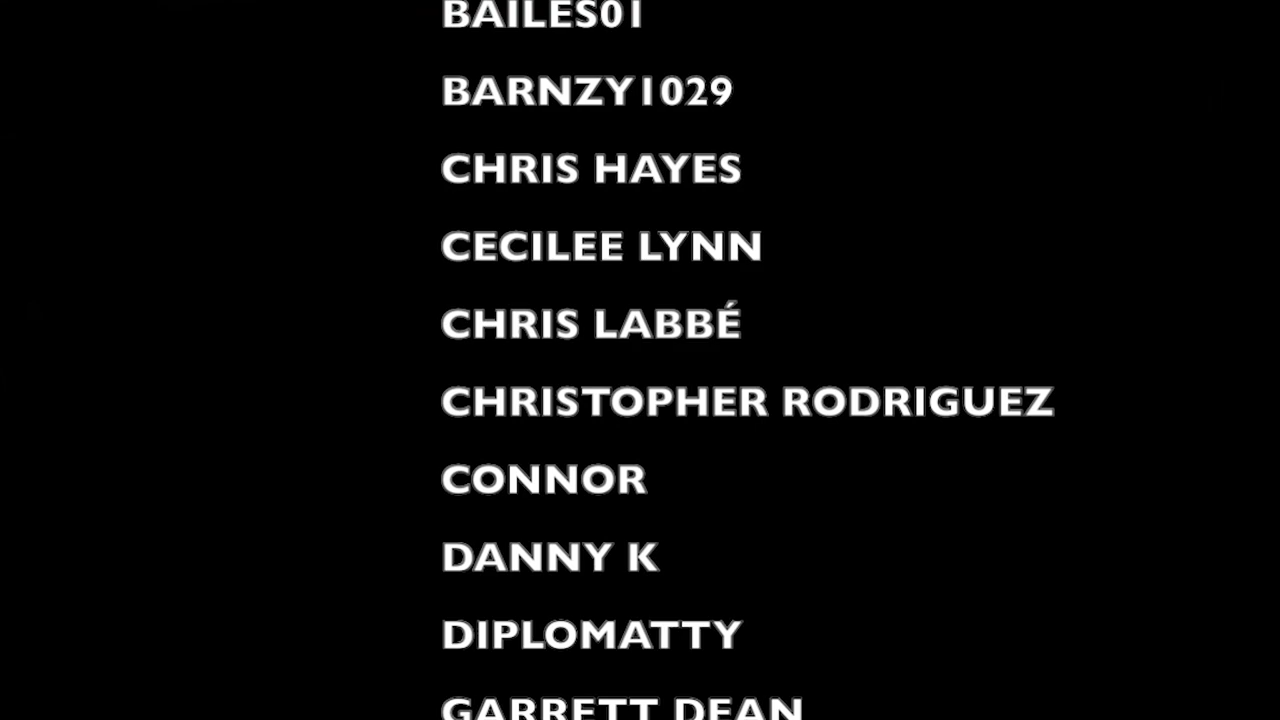 BAILES01
BARNZY1029
CHRIS HAYES
CECILEE LYNN
CHRIS LABBÉ
CHRISTOPHER RODRIGUEZ
CONNOR
DANNY K
DIPLOMATTY
GARRETT DEAN